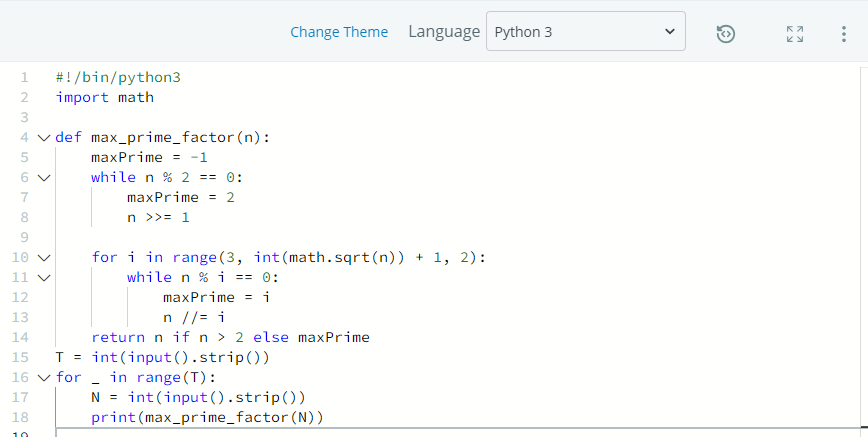 Change Theme Language Python 3
1 #!/bin/python3
2 import math
3
4 def max_prime_factor(n):
5     maxPrime = -1
6     while n % 2 == 0:
7         maxPrime = 2
8         n >>= 1
9
10     for i in range(3, int(math.sqrt(n)) + 1, 2):
11         while n % i == 0:
12             maxPrime = i
13             n //= i
14     return n if n > 2 else maxPrime
15 T = int(input().strip())
16 for _ in range(T):
17     N = int(input().strip())
18     print(max_prime_factor(N))
19